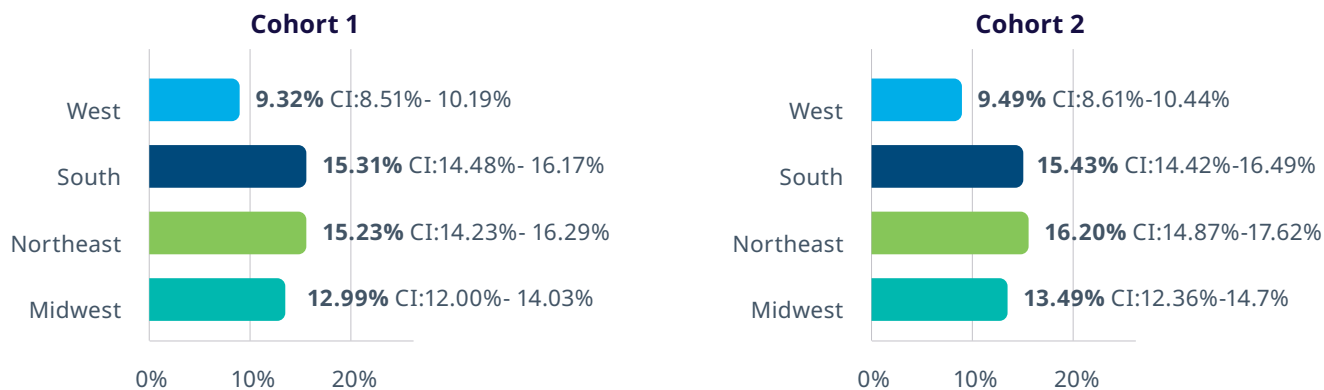 Cohort 1
West
9.32% CI:8.51%- 10.19%
South
15.31% CI:14.48%- 16.17%
Northeast
15.23% CI:14.23%- 16.29%
Midwest
12.99% CI:12.00%- 14.03%
0% 10% 20%
Cohort 2
West
9.49% CI:8.61%-10.44%
South
15.43% CI:14.42%-16.49%
Northeast
16.20% CI:14.87%-17.62%
Midwest
13.49% CI:12.36%-14.7%
0% 10% 20%